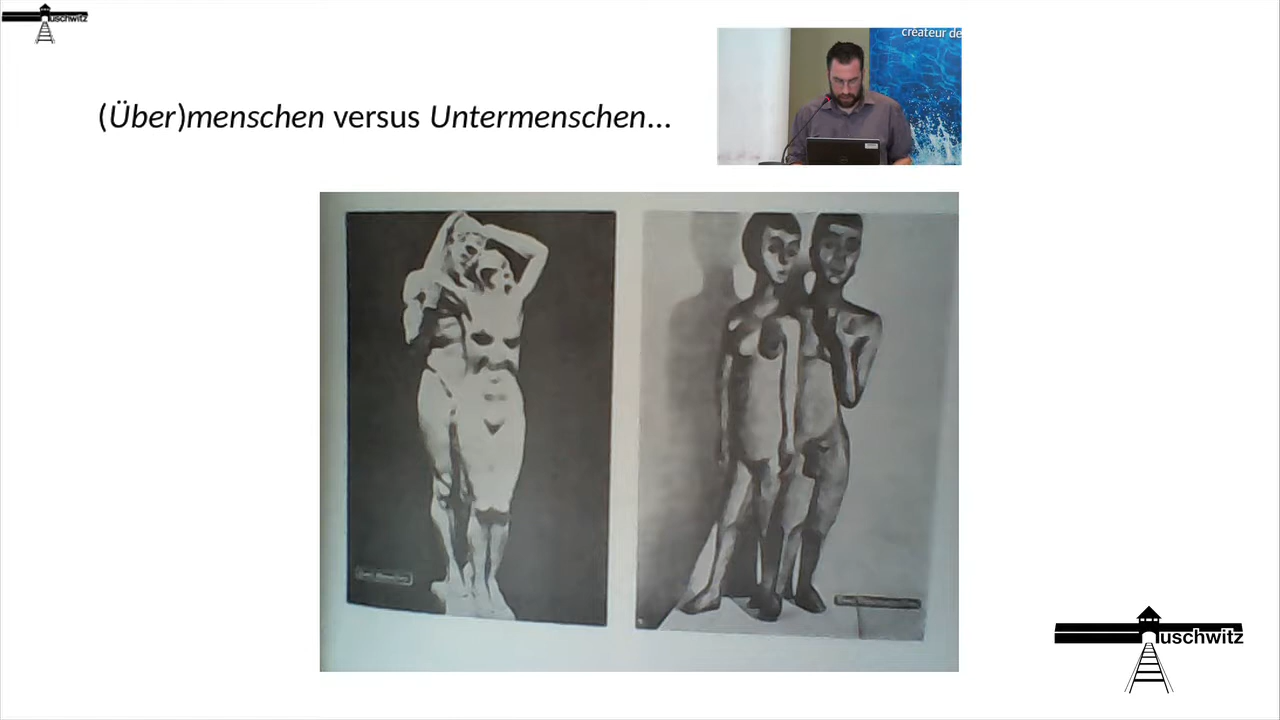 uschwitz
créateur de
(Über)menschen versus Untermenschen...
uschwitz